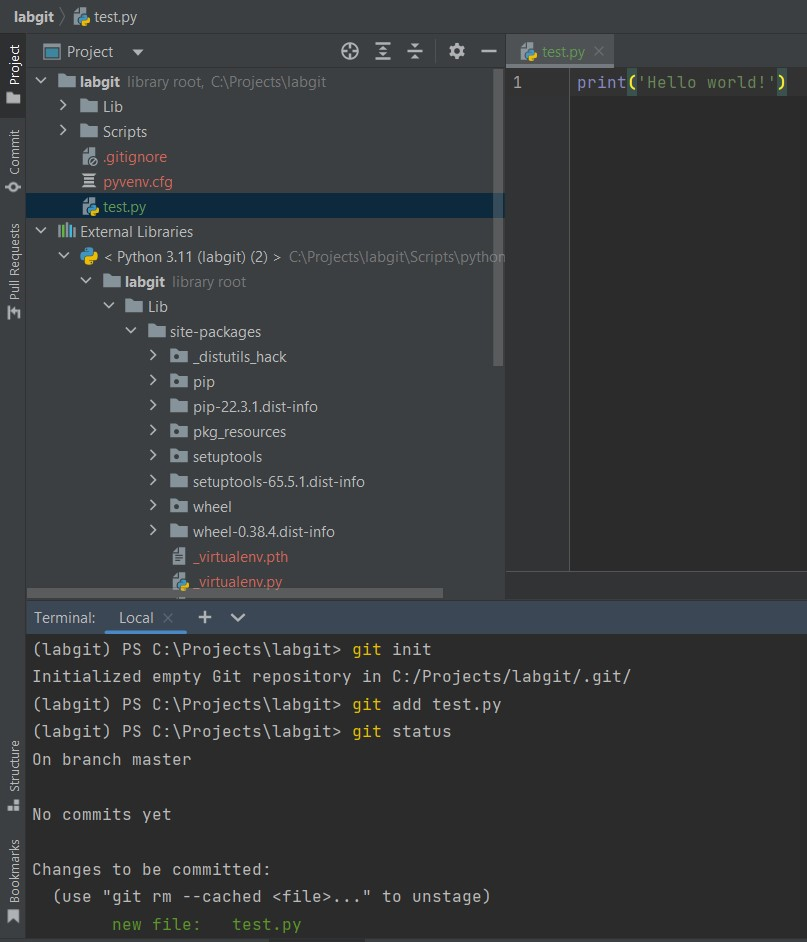 labgit test.py
Project
Project
test.py
labgit library root, C:\Projects\labgit
1 print('Hello world!')
Lib
Scripts
.gitignore
pyvenv.cfg
test.py
External Libraries
< Python 3.11 (labgit) (2) > C:\Projects\labgit\Scripts\python
labgit library root
Lib
site-packages
_distutils_hack
pip
pip-22.3.1.dist-info
pkg_resources
setuptools
setuptools-65.5.1.dist-info
wheel
wheel-0.38.4.dist-info
_virtualenv.pth
_virtualenv.py
Commit
Pull Requests
Terminal: Local
(labgit) PS C:\Projects\labgit> git init
Initialized empty Git repository in C:/Projects/labgit/.git/
(labgit) PS C:\Projects\labgit> git add test.py
(labgit) PS C:\Projects\labgit> git status
On branch master
No commits yet
Changes to be committed:
(use "git rm --cached <file>..." to unstage)
new file: test.py
Structure
Bookmarks